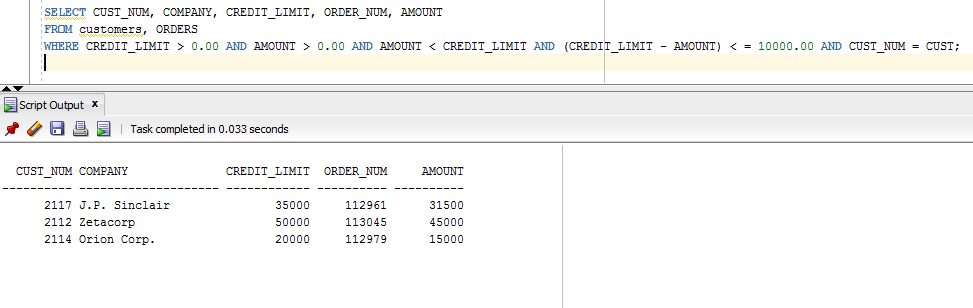 SELECT CUST_NUM, COMPANY, CREDIT_LIMIT, ORDER_NUM, AMOUNT
FROM customers, ORDERS
WHERE CREDIT_LIMIT > 0.00 AND AMOUNT > 0.00 AND AMOUNT < CREDIT_LIMIT AND (CREDIT_LIMIT - AMOUNT) < = 10000.00 AND CUST_NUM = CUST;
Script Output x
Task completed in 0.033 seconds
CUST_NUM COMPANY CREDIT_LIMIT ORDER_NUM AMOUNT
---------- -------------------- ------------ ---------- ----------
2117 J.P. Sinclair 35000 112961 31500
2112 Zetacorp 50000 113045 45000
2114 Orion Corp. 20000 112979 15000